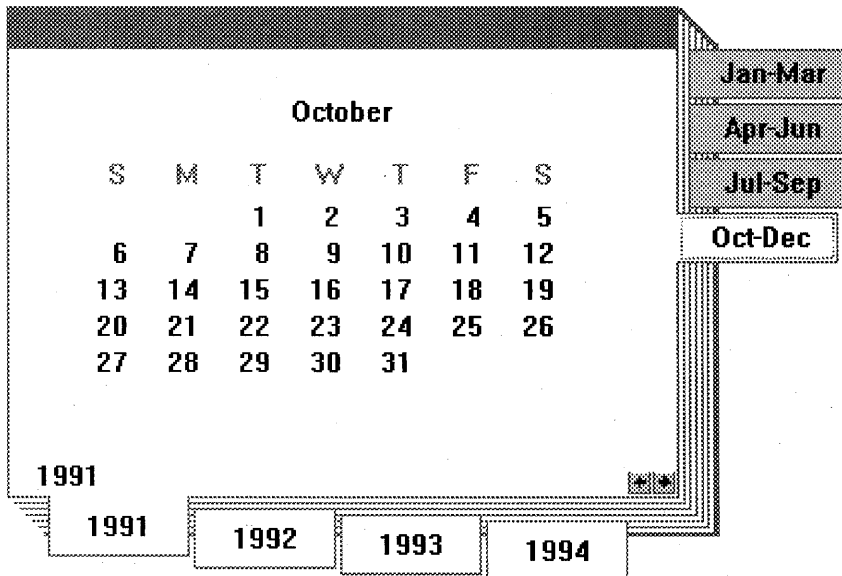 Jan-Mar
October
Apr-Jun
S M T W T F S
Jul-Sep
1 2 3 4 5
Oct-Dec
6 7 8 9 10 11 12
13 14 15 16 17 18 19
20 21 22 23 24 25 26
27 28 29 30 31
1991
1991 1992 1993 1994